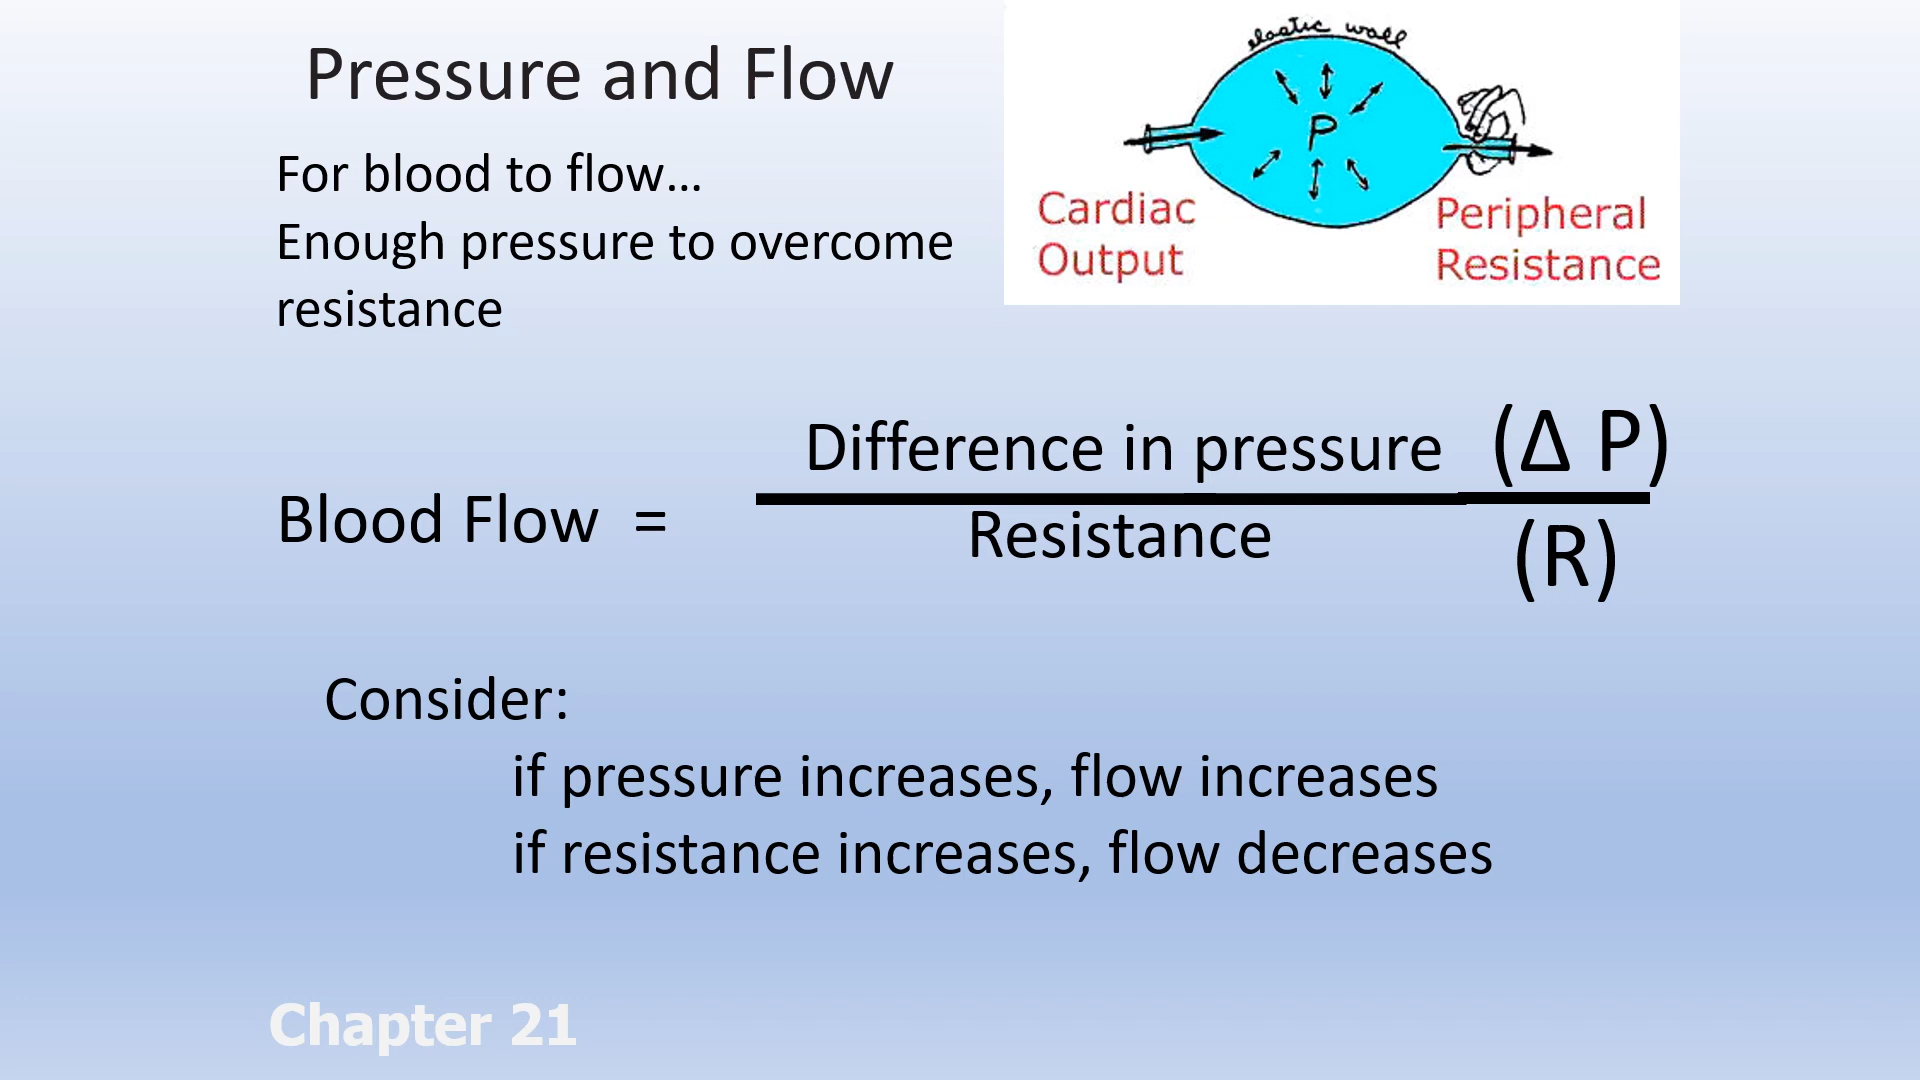 Pressure and Flow
For blood to flow...
Enough pressure to overcome
resistance
elastic wall
P
Cardiac
Output
Peripheral
Resistance
Difference in pressure (Δ P)
Blood Flow =
Resistance (R)
Consider:
if pressure increases, flow increases
if resistance increases, flow decreases
Chapter 21